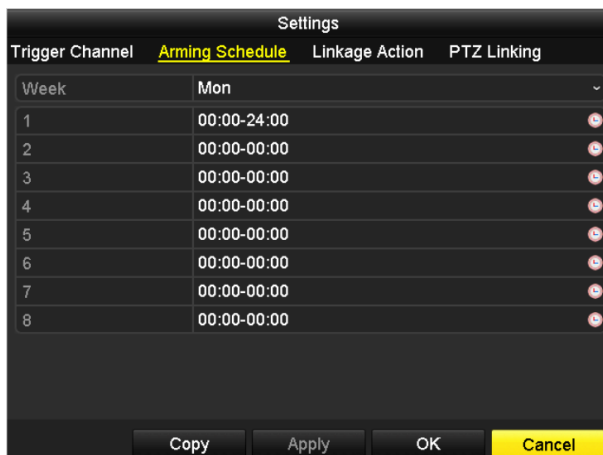 Settings
Trigger Channel Arming Schedule Linkage Action PTZ Linking
Week Mon
1 00:00-24:00
2 00:00-00:00
3 00:00-00:00
4 00:00-00:00
5 00:00-00:00
6 00:00-00:00
7 00:00-00:00
8 00:00-00:00
Copy Apply OK Cancel